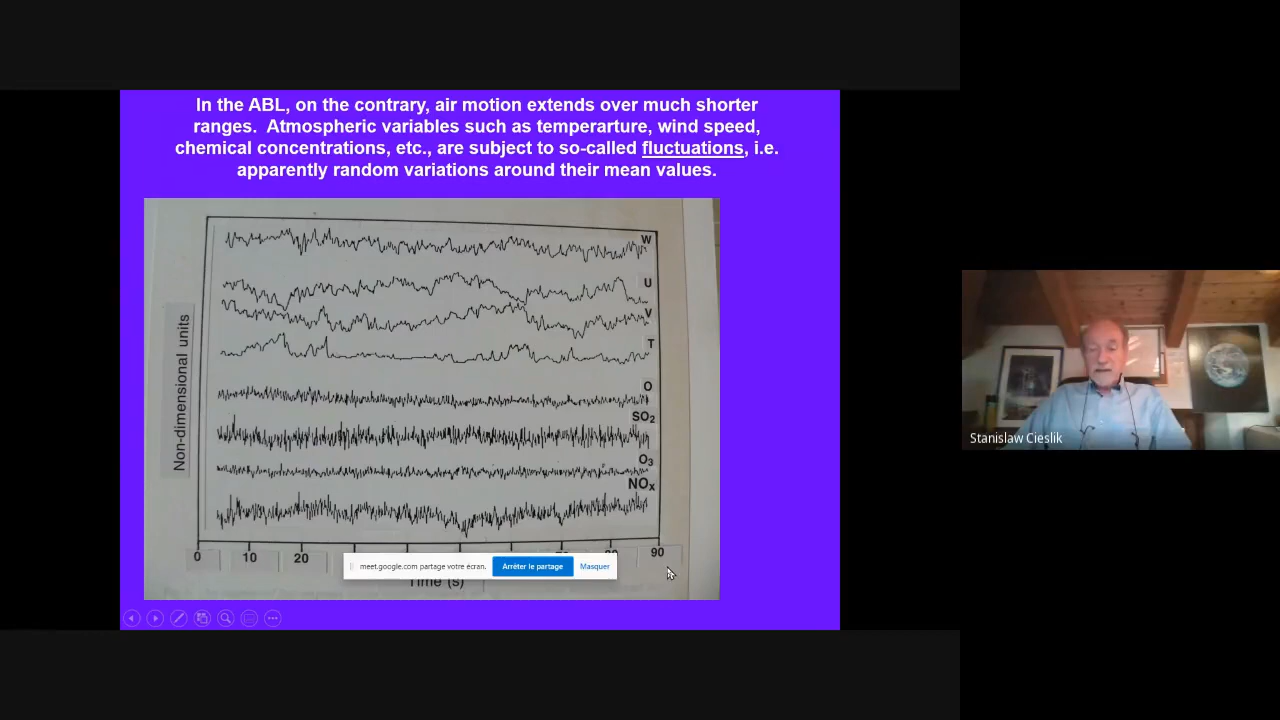 In the ABL, on the contrary, air motion extends over much shorter
ranges. Atmospheric variables such as temperarture, wind speed,
chemical concentrations, etc., are subject to so-called fluctuations, i.e.
apparently random variations around their mean values.
W
U
V
T
O
SO2
O3
NOx
Non-dimensional units
0 10 20 90
Time (s)
meet.google.com partage votre écran. Arrêter le partage Masquer
Stanislaw Cieslik